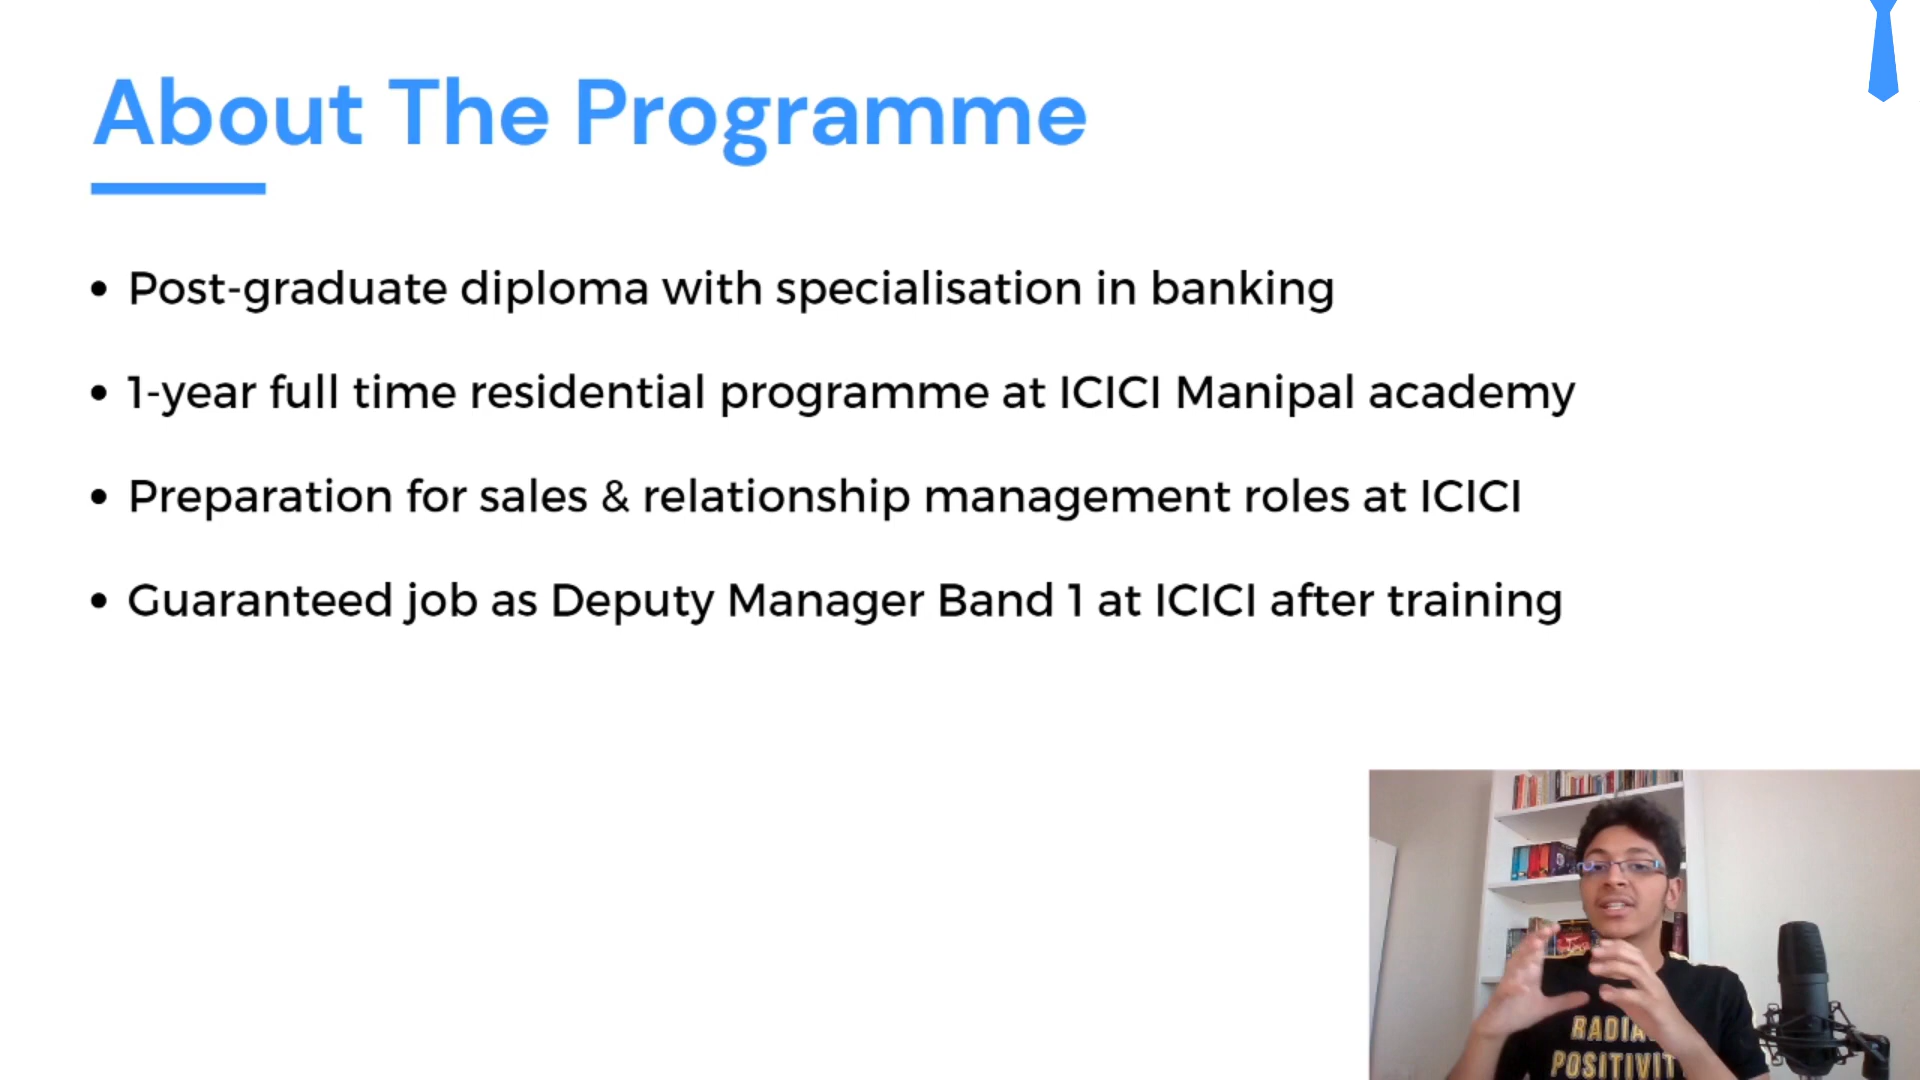 About The Programme
• Post-graduate diploma with specialisation in banking
• 1-year full time residential programme at ICICI Manipal academy
• Preparation for sales & relationship management roles at ICICI
• Guaranteed job as Deputy Manager Band 1 at ICICI after training
RADIA
POSITIVIT